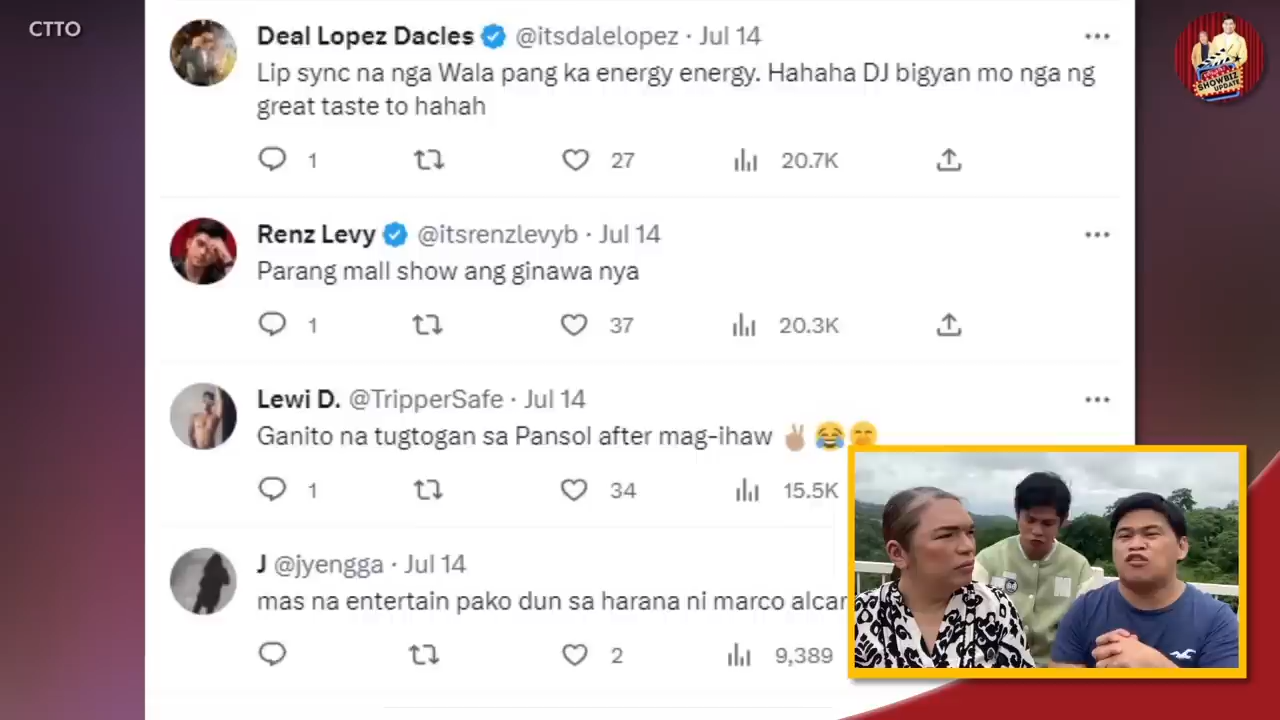 CTTO
Deal Lopez Dacles @itsdalelopez · Jul 14
Lip sync na nga Wala pang ka energy energy. Hahaha DJ bigyan mo nga ng
great taste to hahah
1 27 20.7K
Renz Levy @itsrenzlevyb · Jul 14
Parang mall show ang ginawa nya
1 37 20.3K
Lewi D. @TripperSafe · Jul 14
Ganito na tugtogan sa Pansol after mag-ihaw ✌🏼😂🤭
1 34 15.5K
J @jyengga · Jul 14
mas na entertain pako dun sa harana ni marco alcar
2 9,389
SHOWBIZ
UPDATE